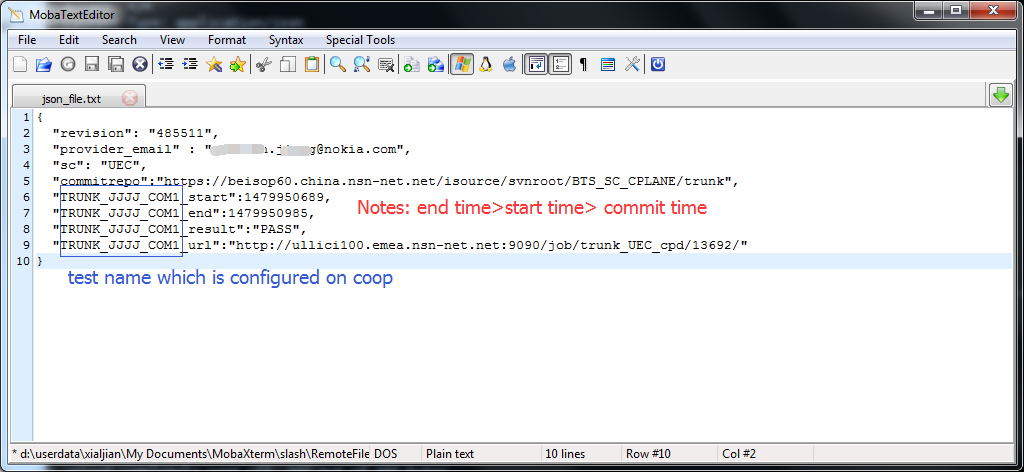 MobaTextEditor
Type: application/json
File Edit Search View Format Syntax Special Tools
json_file.txt
1 {
2 "revision": "485511",
3 "provider_email" : " @nokia.com",
4 "sc": "UEC",
5 "commitrepo":"https://beisop60.china.nsn-net.net/isource/svnroot/BTS_SC_CPLANE/trunk",
6 "TRUNK_JJJJ_COM1_start":1479950689,
7 "TRUNK_JJJJ_COM1_end":1479950985,
Notes: end time>start time> commit time
8 "TRUNK_JJJJ_COM1_result":"PASS",
9 "TRUNK_JJJJ_COM1_url":"http://ullici100.emea.nsn-net.net:9090/job/trunk_UEC_cpd/13692/"
10 }
test name which is configured on coop
* d:\userdata\xialjian\My Documents\MobaXterm\slash\RemoteFile DOS Plain text 10 lines Row #10 Col #2